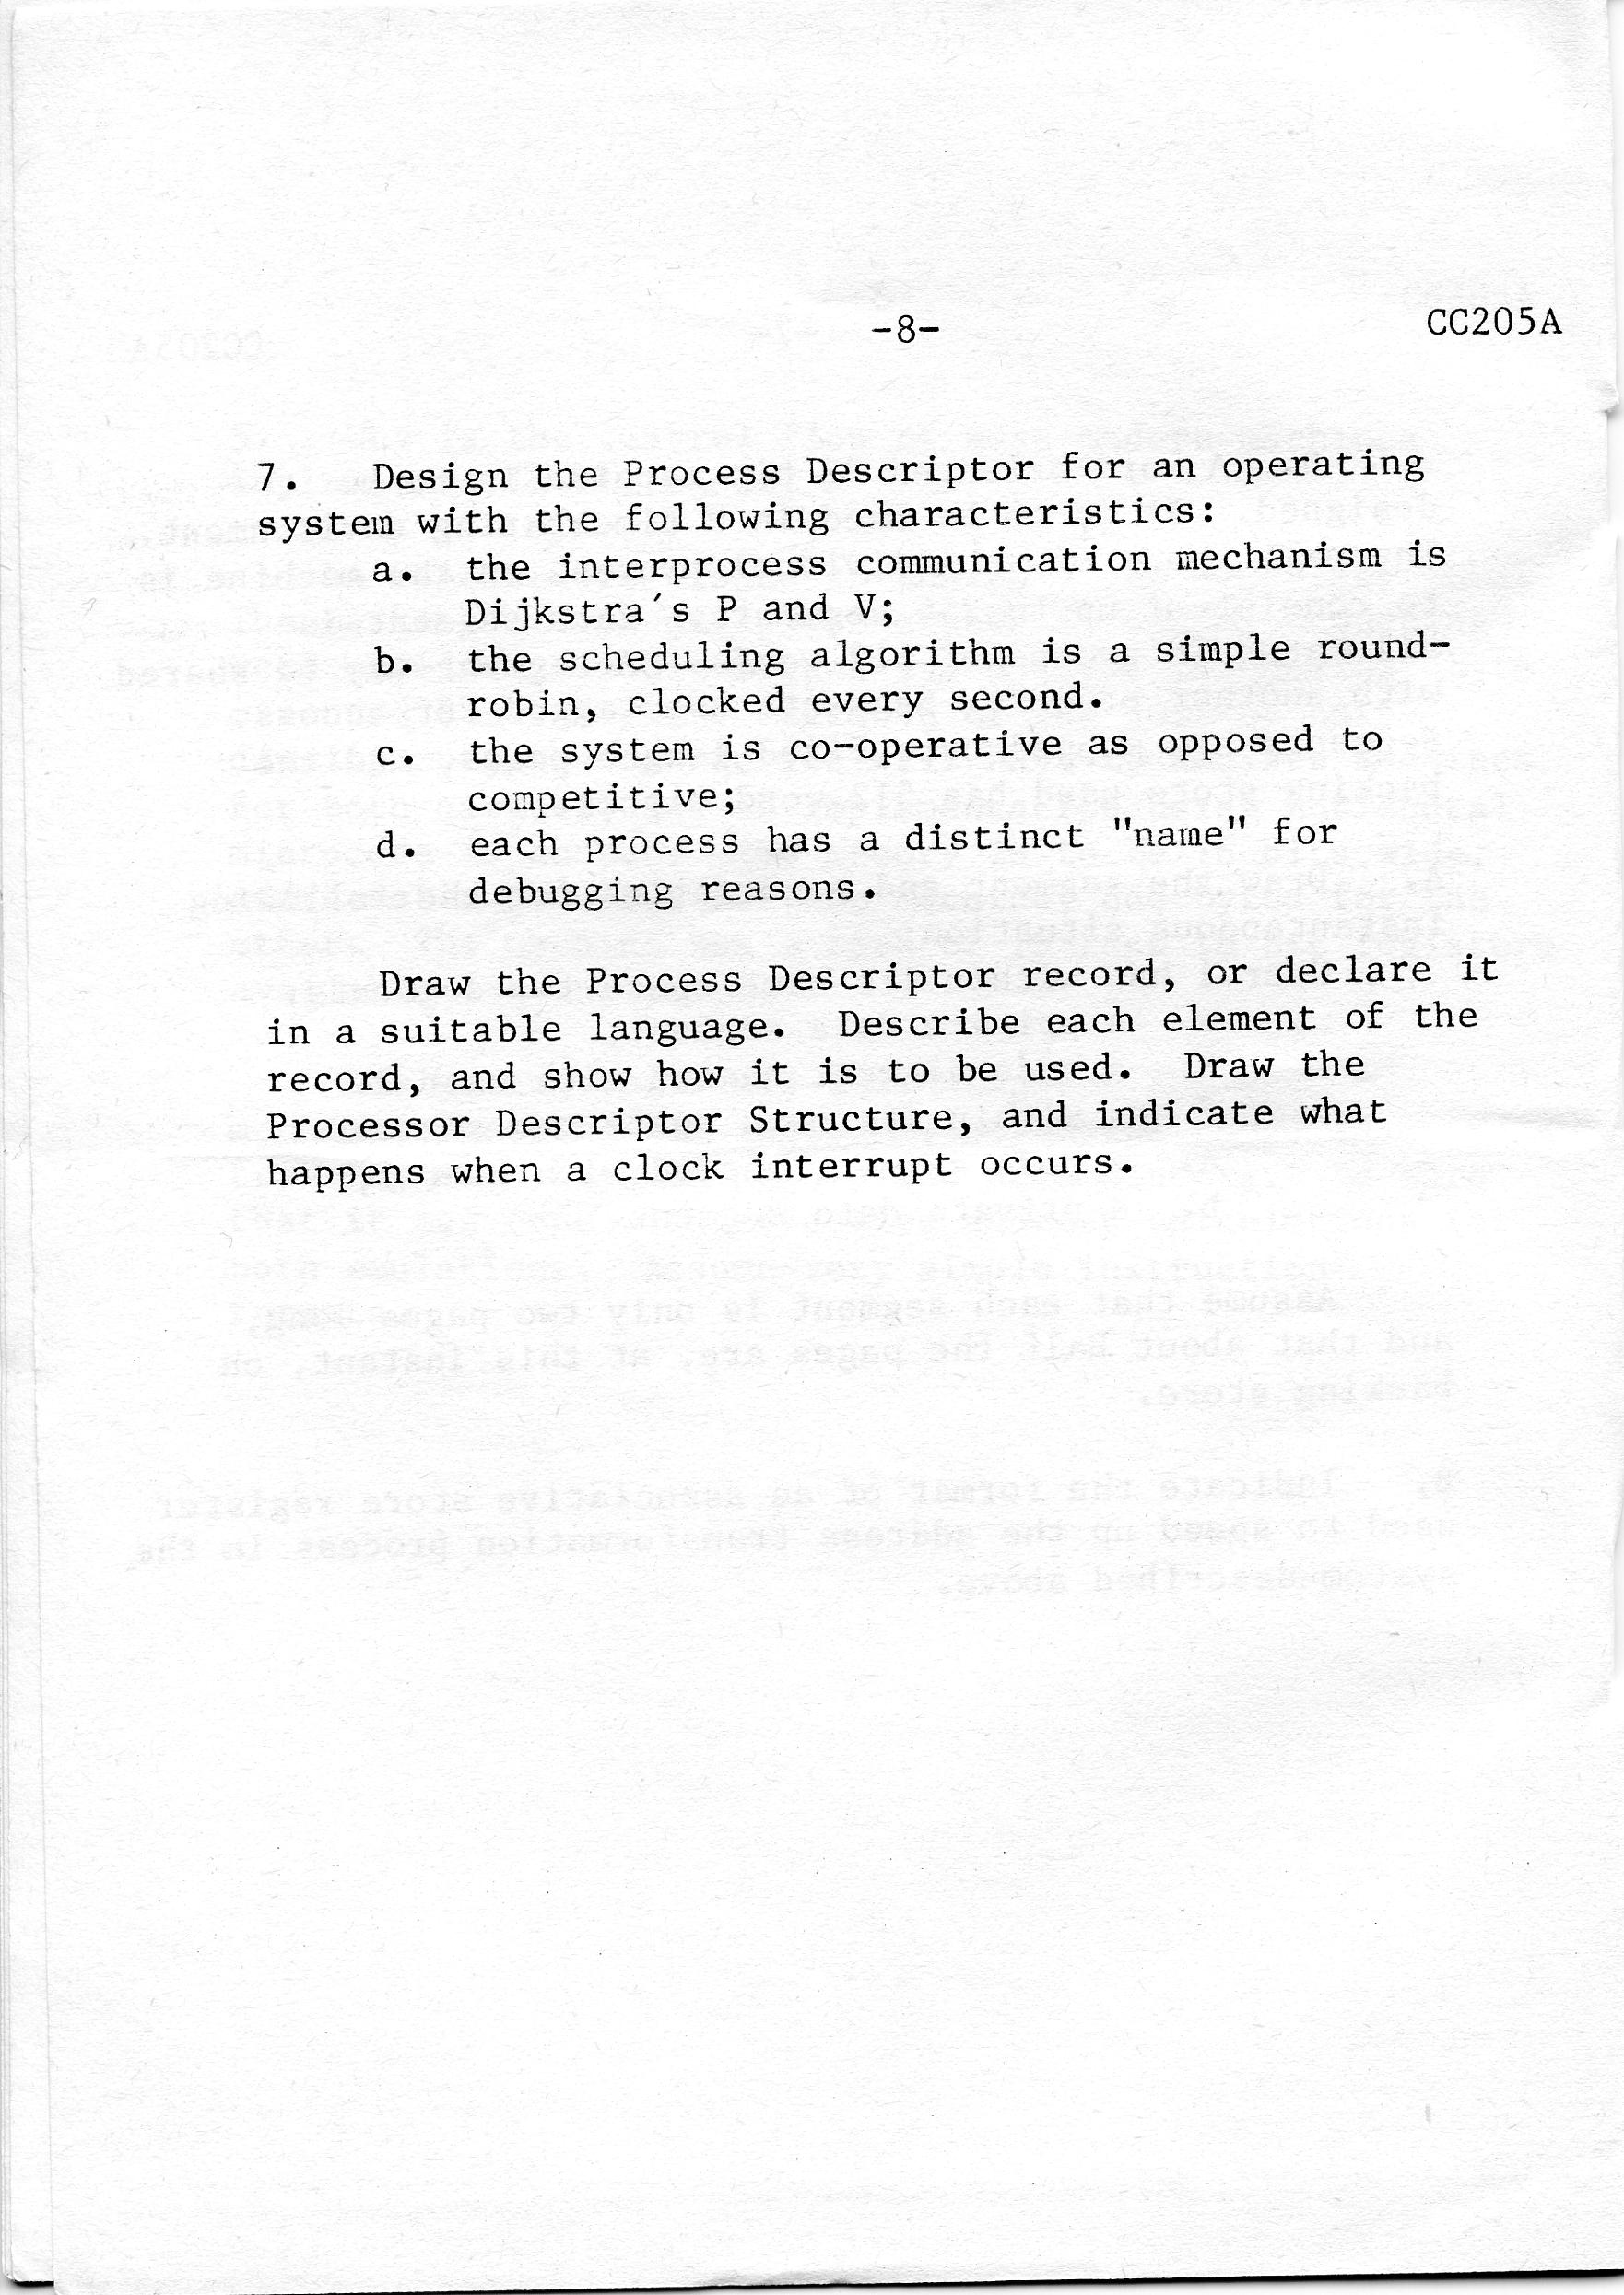 -8-
CC205A
7. Design the Process Descriptor for an operating
system with the following characteristics:
a. the interprocess communication mechanism is
Dijkstra's P and V;
b. the scheduling algorithm is a simple round-
robin, clocked every second.
c. the system is co-operative as opposed to
competitive;
d. each process has a distinct "name" for
debugging reasons.
Draw the Process Descriptor record, or declare it
in a suitable language. Describe each element of the
record, and show how it is to be used. Draw the
Processor Descriptor Structure, and indicate what
happens when a clock interrupt occurs.